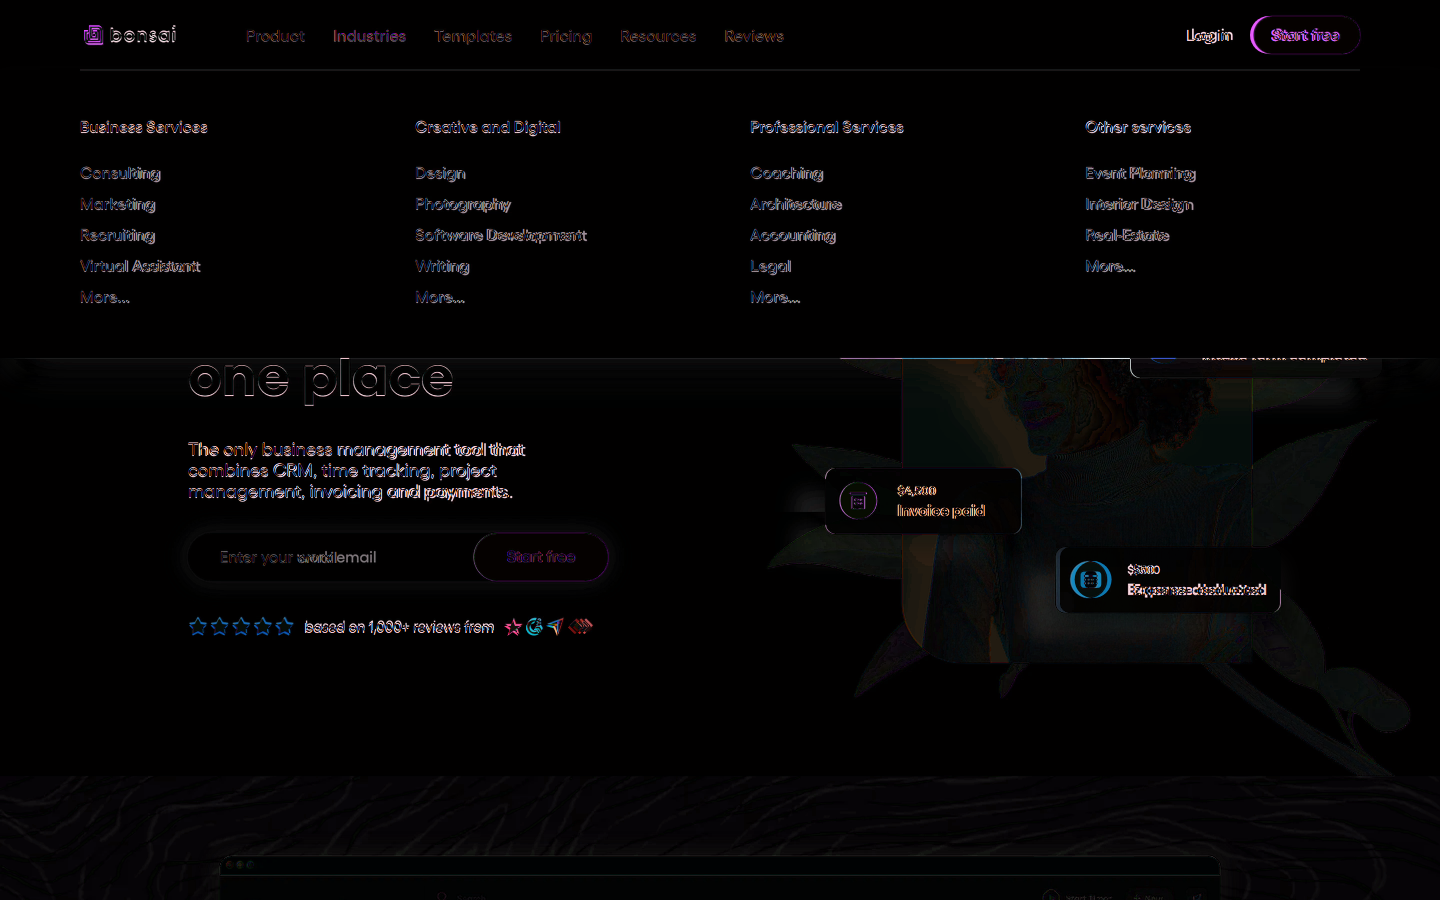 bonsai Product Industries Templates Pricing Resources Reviews Login Start free
Business Services Creative and Digital Professional Services Other services
Consulting Design Coaching Event Planning
Marketing Photography Architecture Interior Design
Recruiting Software Development Accounting Real-Estate
Virtual Assistant Writing Legal More...
More... More... More...
one place
The only business management tool that
combines CRM, time tracking, project
management, invoicing and payments.
Invoice paid
Enter your email Start free
based on 1,000+ reviews from